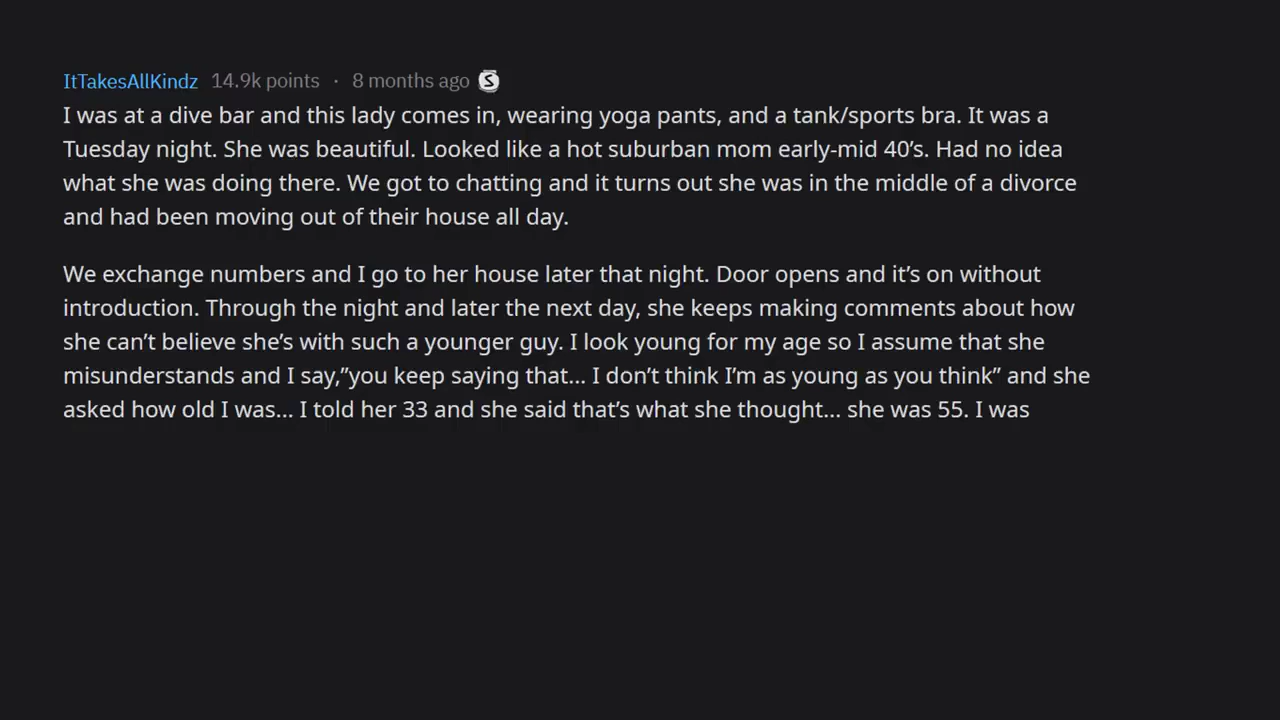 ItTakesAllKindz 14.9k points · 8 months ago S
I was at a dive bar and this lady comes in, wearing yoga pants, and a tank/sports bra. It was a
Tuesday night. She was beautiful. Looked like a hot suburban mom early-mid 40’s. Had no idea
what she was doing there. We got to chatting and it turns out she was in the middle of a divorce
and had been moving out of their house all day.
We exchange numbers and I go to her house later that night. Door opens and it’s on without
introduction. Through the night and later the next day, she keeps making comments about how
she can’t believe she’s with such a younger guy. I look young for my age so I assume that she
misunderstands and I say,”you keep saying that... I don’t think I’m as young as you think” and she
asked how old I was... I told her 33 and she said that’s what she thought... she was 55. I was